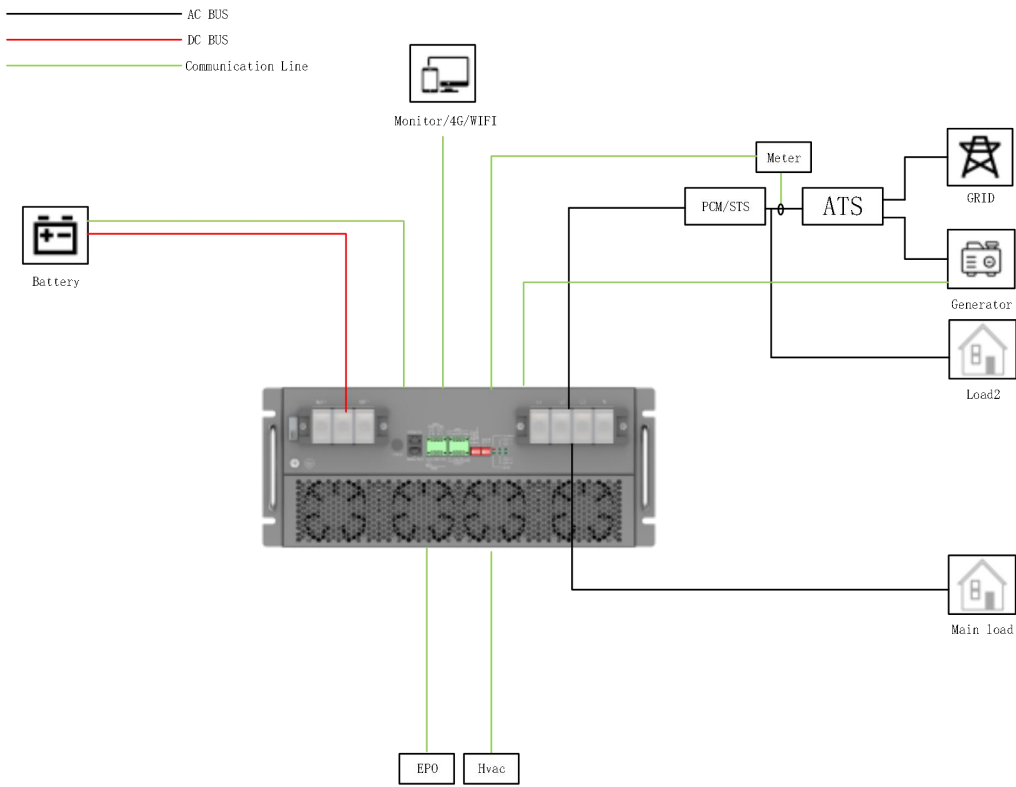 AC BUS
DC BUS
Communication Line
Monitor/4G/WIFI
Meter
PCM/STS
ATS
GRID
Battery
Generator
Load2
Main load
EPO
Hvac